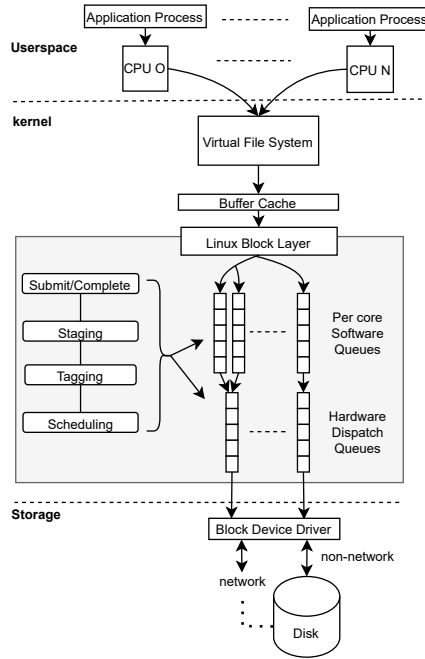 Application Process
Application Process
Userspace
CPU O
CPU N
kernel
Virtual File System
Buffer Cache
Linux Block Layer
Submit/Complete
Staging
Tagging
Scheduling
Per core
Software
Queues
Hardware
Dispatch
Queues
Storage
Block Device Driver
non-network
network
Disk